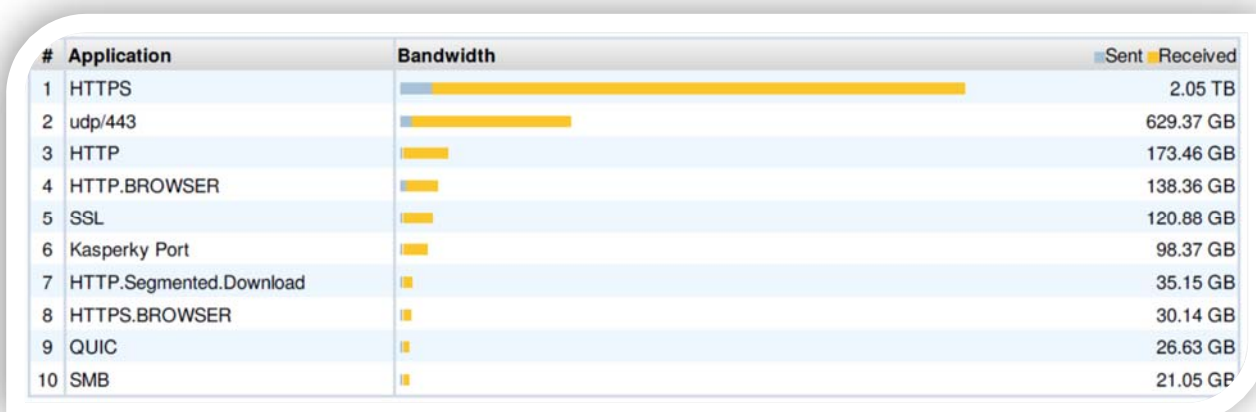 # Application Bandwidth Sent Received
1 HTTPS 2.05 TB
2 udp/443 629.37 GB
3 HTTP 173.46 GB
4 HTTP.BROWSER 138.36 GB
5 SSL 120.88 GB
6 Kasperky Port 98.37 GB
7 HTTP.Segmented.Download 35.15 GB
8 HTTPS.BROWSER 30.14 GB
9 QUIC 26.63 GB
10 SMB 21.05 GB